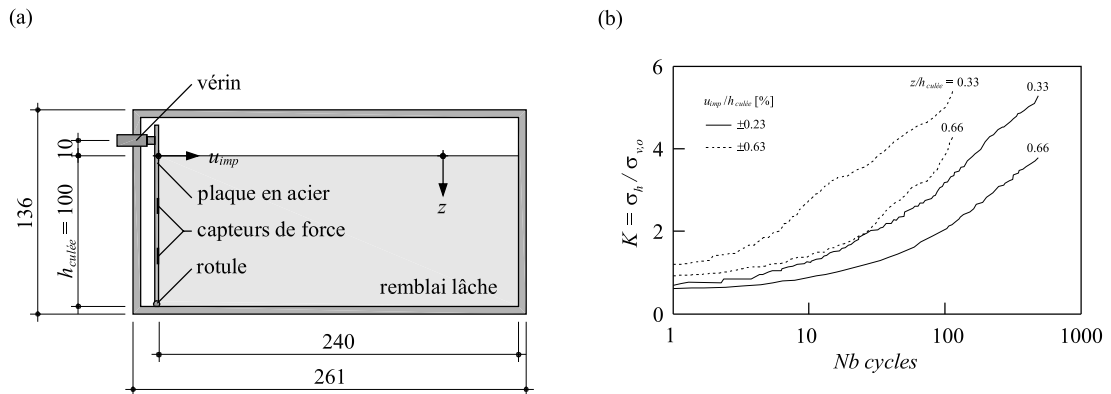 (a)
vérin
10
u_imp
plaque en acier
z
136
h_culée = 100
capteurs de force
rotule
remblai lâche
240
261
(b)
6
4
2
0
K = σ_h / σ_v,o
u_imp /h_culée [%]
±0.23
±0.63
z/h_culée = 0.33
0.33
0.66
0.66
1
10
100
1000
Nb cycles